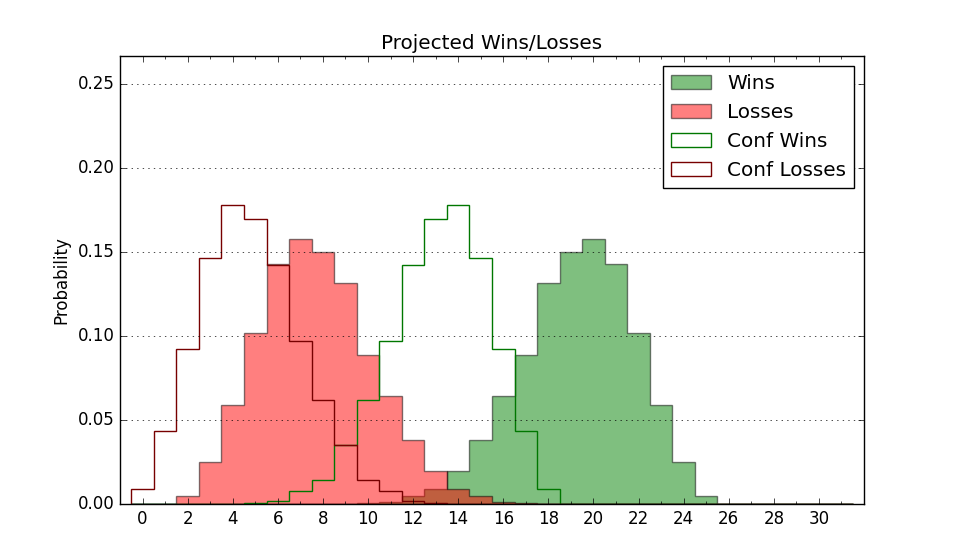 Projected Wins/Losses
0.25
0.20
0.15
0.10
0.05
0.00
Probability
Wins
Losses
Conf Wins
Conf Losses
0 2 4 6 8 10 12 14 16 18 20 22 24 26 28 30